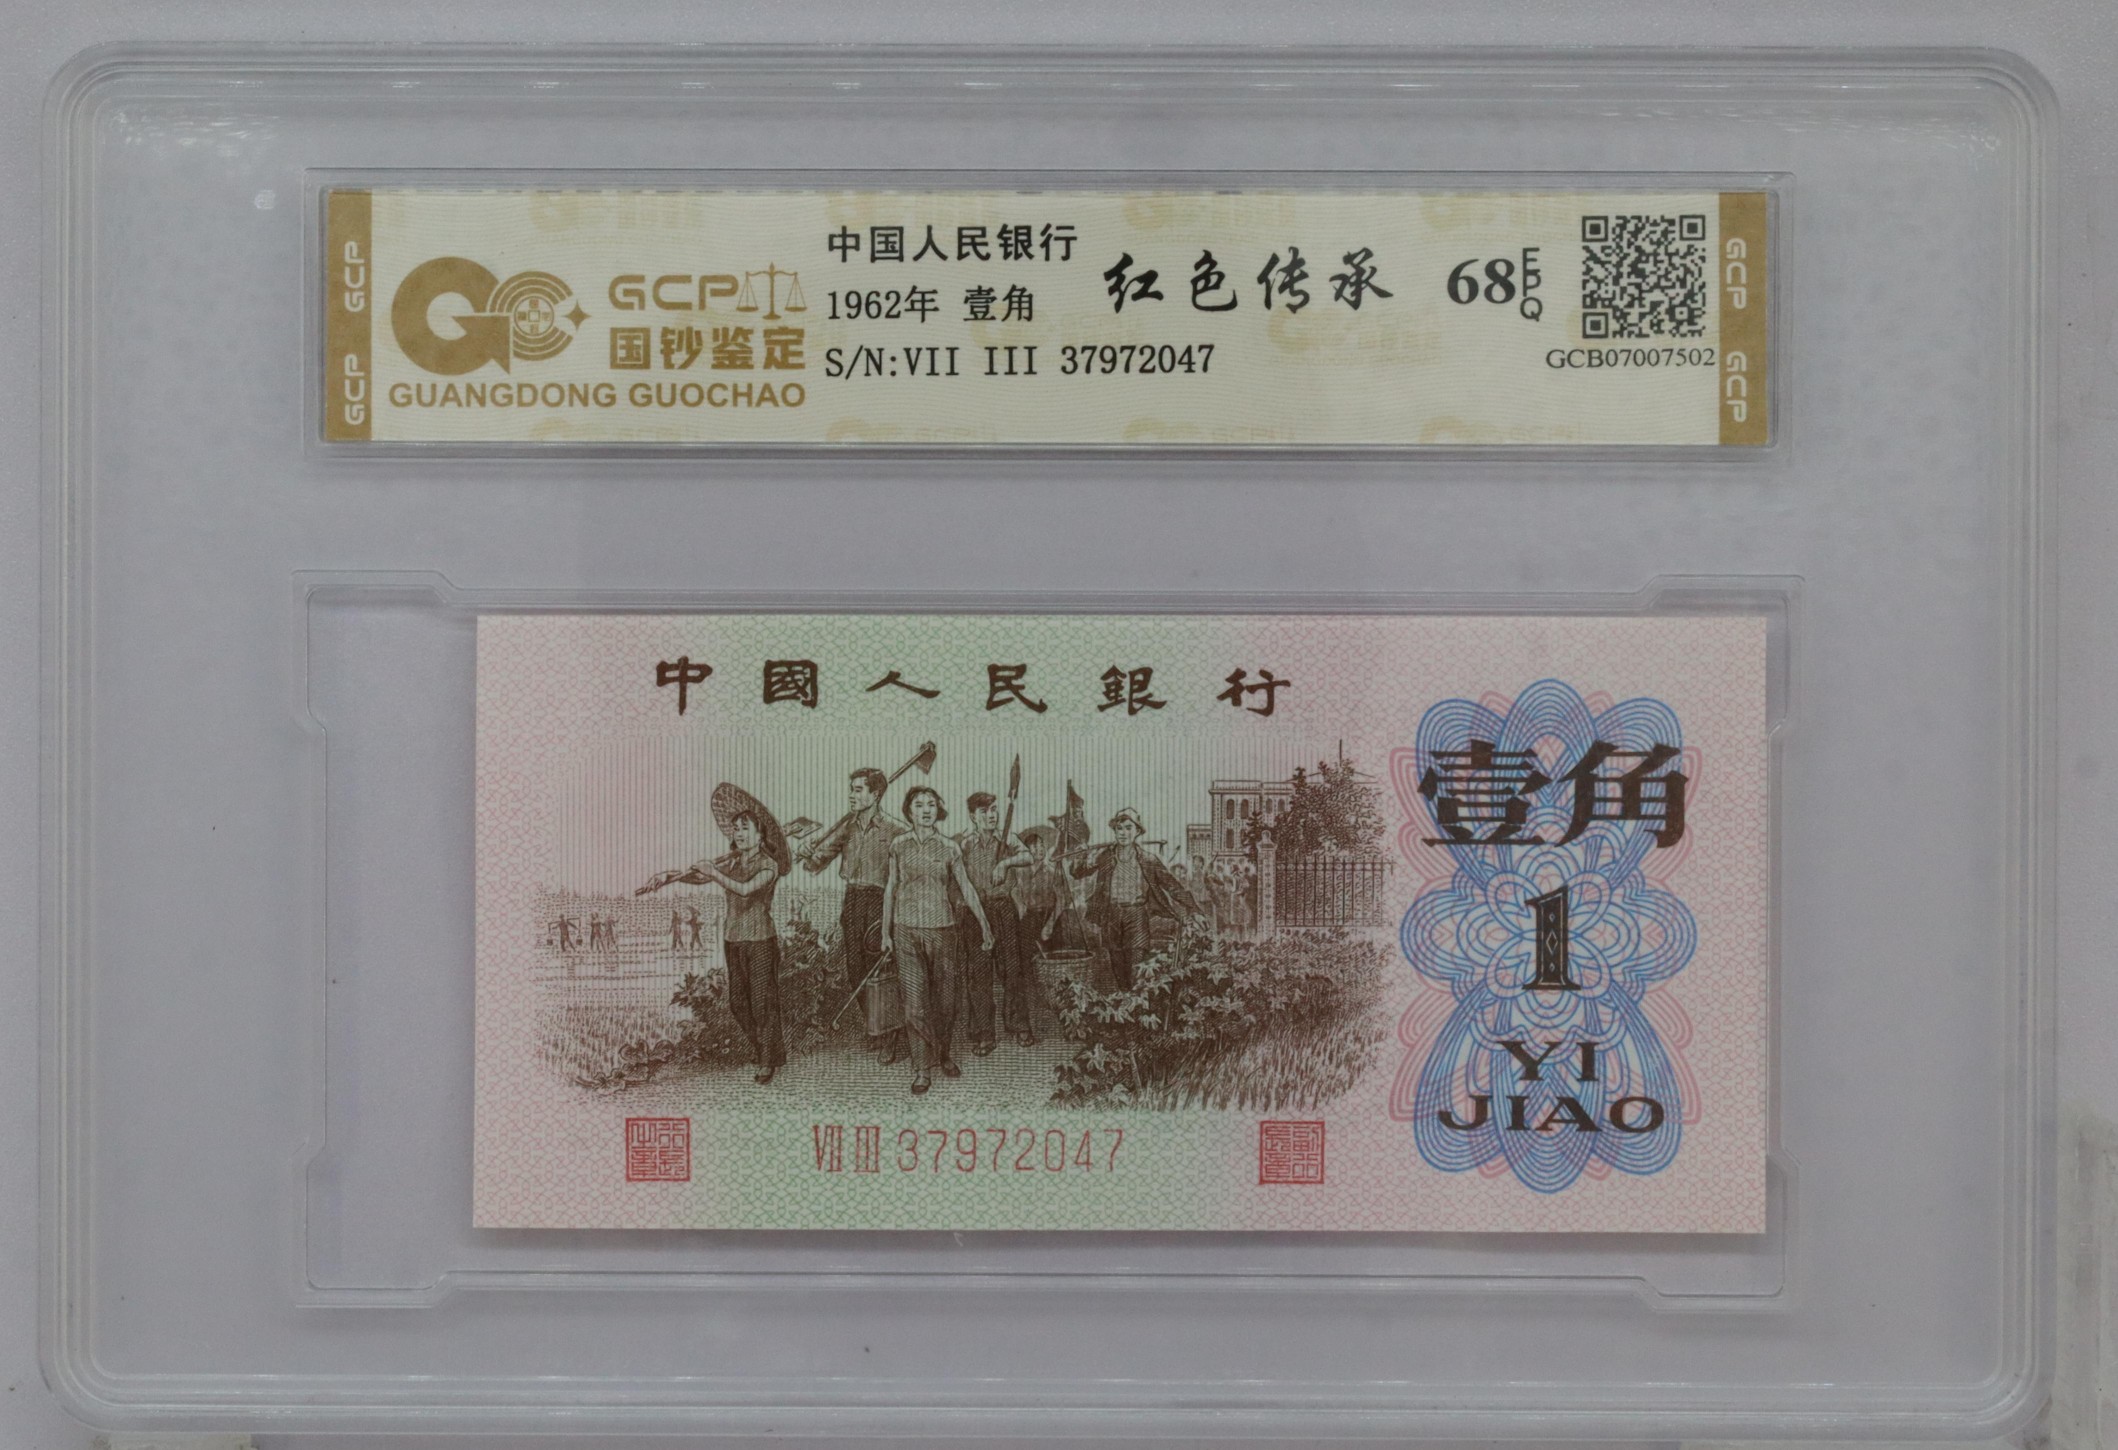 GCP GCP
GCP
国钞鉴定
GUANGDONG GUOCHAO
中国人民银行
1962年 壹角
S/N:VII III 37972047
红色传承
68 EPQ
GCB07007502
GCP GCP
中國人民銀行
壹角
1
YI
JIAO
VII III 37972047